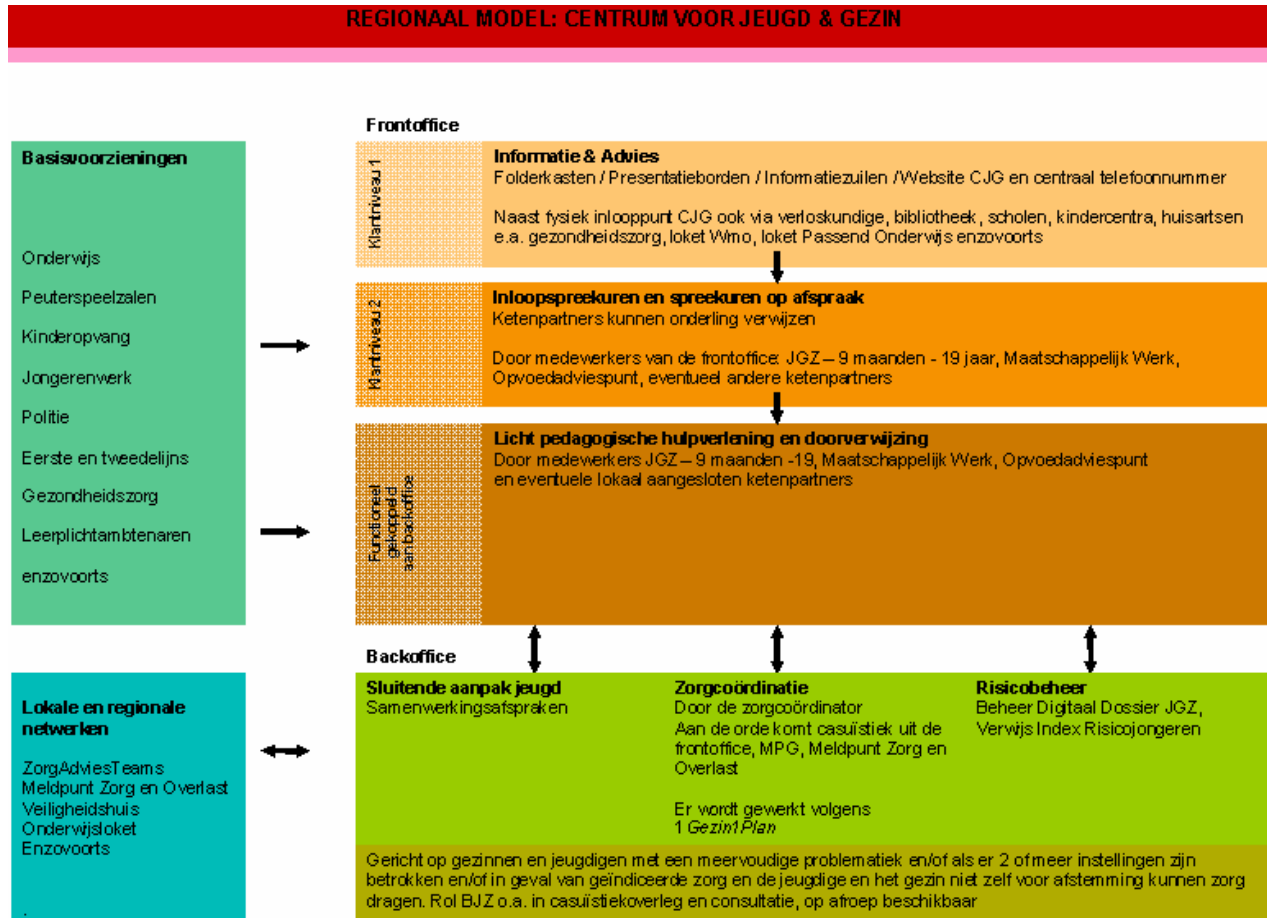 REGIONAAL MODEL: CENTRUM VOOR JEUGD & GEZIN
Basisvoorzieningen
Onderwijs
Peuterspeelzalen
Kinderopvang
Jongerenwerk
Politie
Eerste en tweedelijns
Gezondheidszorg
Leerplichtambtenaren
enzovoorts
Frontoffice
Klantniveau 1
Informatie & Advies
Folderkasten / Presentatieborden / Informatiezuilen /Website CJG en centraal telefoonnummer
Naast fysiek inlooppunt CJG ook via verloskundige, bibliotheek, scholen, kindercentra, huisartsen
e.a. gezondheidszorg, loket Wmo, loket Passend Onderwijs enzovoorts
Klantniveau 2
Inloopspreekuren en spreekuren op afspraak
Ketenpartners kunnen onderling verwijzen
Door medewerkers van de frontoffice: JGZ – 9 maanden - 19 jaar, Maatschappelijk Werk,
Opvoedadviespunt, eventueel andere ketenpartners
Functioneel
gekoppeld
aan backoffice
Licht pedagogische hulpverlening en doorverwijzing
Door medewerkers JGZ – 9 maanden -19, Maatschappelijk Werk, Opvoedadviespunt
en eventuele lokaal aangesloten ketenpartners
Lokale en regionale
netwerken
ZorgAdviesTeams
Meldpunt Zorg en Overlast
Veiligheidshuis
Onderwijsloket
Enzovoorts
.
Backoffice
Sluitende aanpak jeugd
Samenwerkingsafspraken
Zorgcoördinatie
Door de zorgcoördinator
Aan de orde komt casuïstiek uit de
frontoffice, MPG, Meldpunt Zorg en
Overlast
Er wordt gewerkt volgens
1 Gezin1Plan
Risicobeheer
Beheer Digitaal Dossier JGZ,
Verwijs Index Risicojongeren
Gericht op gezinnen en jeugdigen met een meervoudige problematiek en/of als er 2 of meer instellingen zijn
betrokken en/of in geval van geïndiceerde zorg en de jeugdige en het gezin niet zelf voor afstemming kunnen zorg
dragen. Rol BJZ o.a. in casuïstiekoverleg en consultatie, op afroep beschikbaar